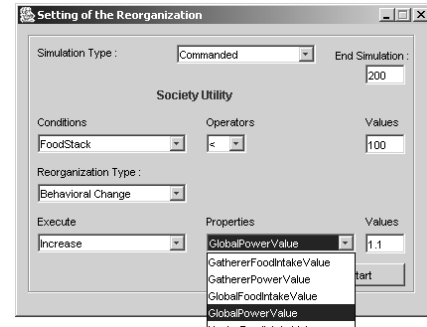 Setting of the Reorganization
Simulation Type :
Commanded
End Simulation :
200
Society Utility
Conditions
Operators
Values
FoodStack
<
100
Reorganization Type :
Behavioral Change
Execute
Properties
Values
Increase
GlobalPowerValue
1.1
GathererFoodIntakeValue
GathererPowerValue
GlobalFoodIntakeValue
GlobalPowerValue